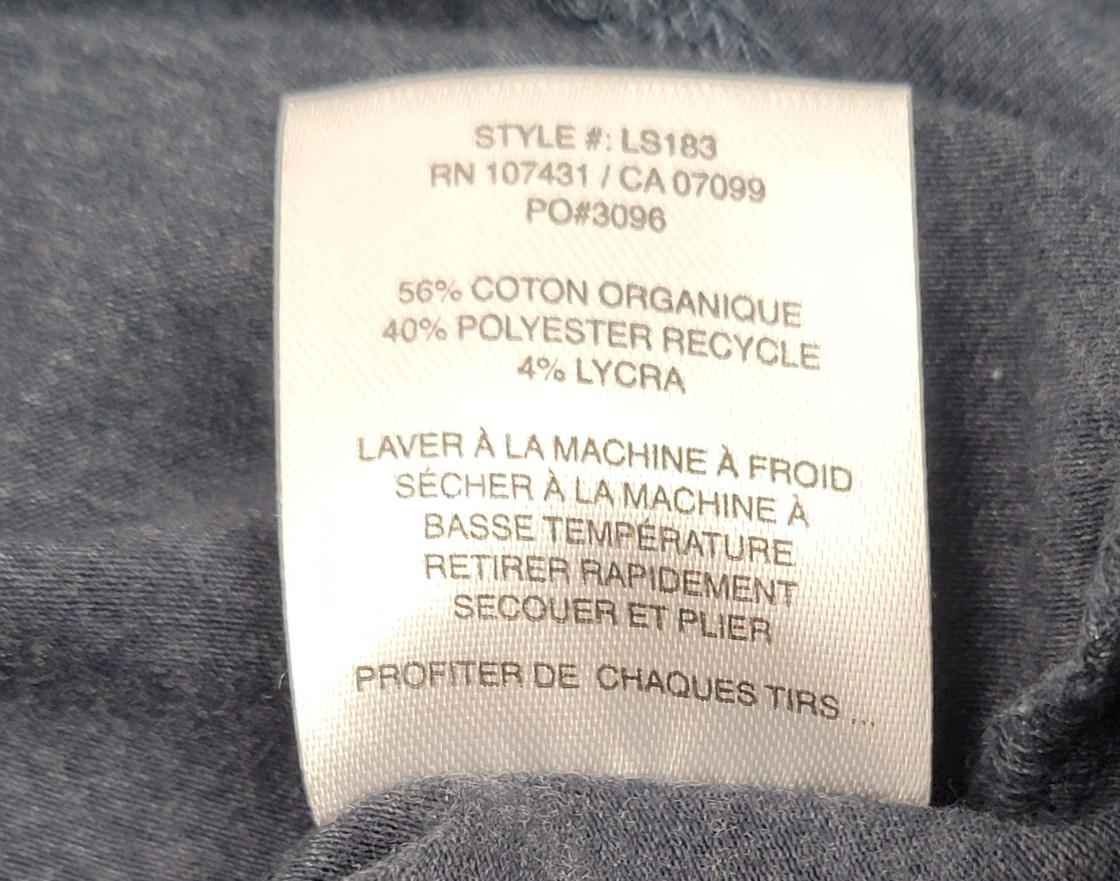 STYLE #: LS183
RN 107431 / CA 07099
PO#3096
56% COTON ORGANIQUE
40% POLYESTER RECYCLE
4% LYCRA
LAVER À LA MACHINE À FROID
SÉCHER À LA MACHINE À
BASSE TEMPÉRATURE
RETIRER RAPIDEMENT
SECOUER ET PLIER
PROFITER DE CHAQUES TIRS ...